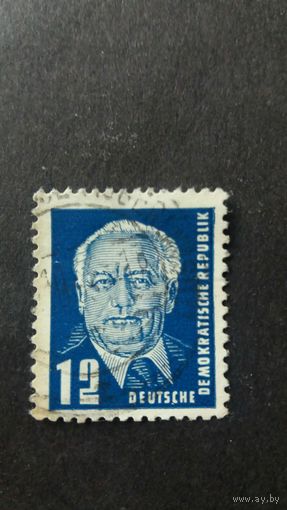 12
DEUTSCHE
DEMOKRATISCHE REPUBLIK
www.ay.by